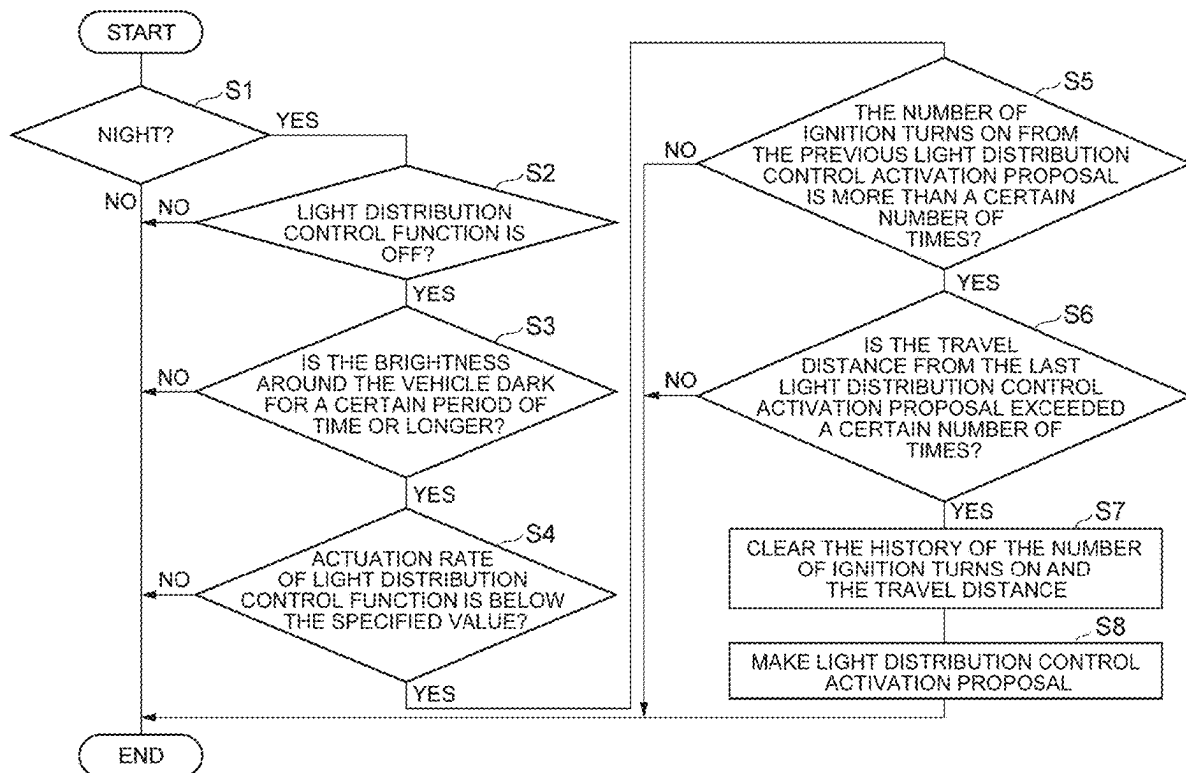 START
S1
NIGHT?
YES
NO
S2
NO
LIGHT DISTRIBUTION
CONTROL FUNCTION IS
OFF?
YES
S3
NO
IS THE BRIGHTNESS
AROUND THE VEHICLE DARK
FOR A CERTAIN PERIOD OF
TIME OR LONGER?
YES
S4
NO
ACTUATION RATE
OF LIGHT DISTRIBUTION
CONTROL FUNCTION IS BELOW
THE SPECIFIED VALUE?
YES
S5
NO
THE NUMBER OF
IGNITION TURNS ON FROM
THE PREVIOUS LIGHT DISTRIBUTION
CONTROL ACTIVATION PROPOSAL
IS MORE THAN A CERTAIN
NUMBER OF
TIMES?
YES
S6
NO
IS THE TRAVEL
DISTANCE FROM THE LAST
LIGHT DISTRIBUTION CONTROL
ACTIVATION PROPOSAL EXCEEDED
A CERTAIN NUMBER OF
TIMES?
YES
S7
CLEAR THE HISTORY OF THE NUMBER
OF IGNITION TURNS ON AND
THE TRAVEL DISTANCE
S8
MAKE LIGHT DISTRIBUTION CONTROL
ACTIVATION PROPOSAL
END